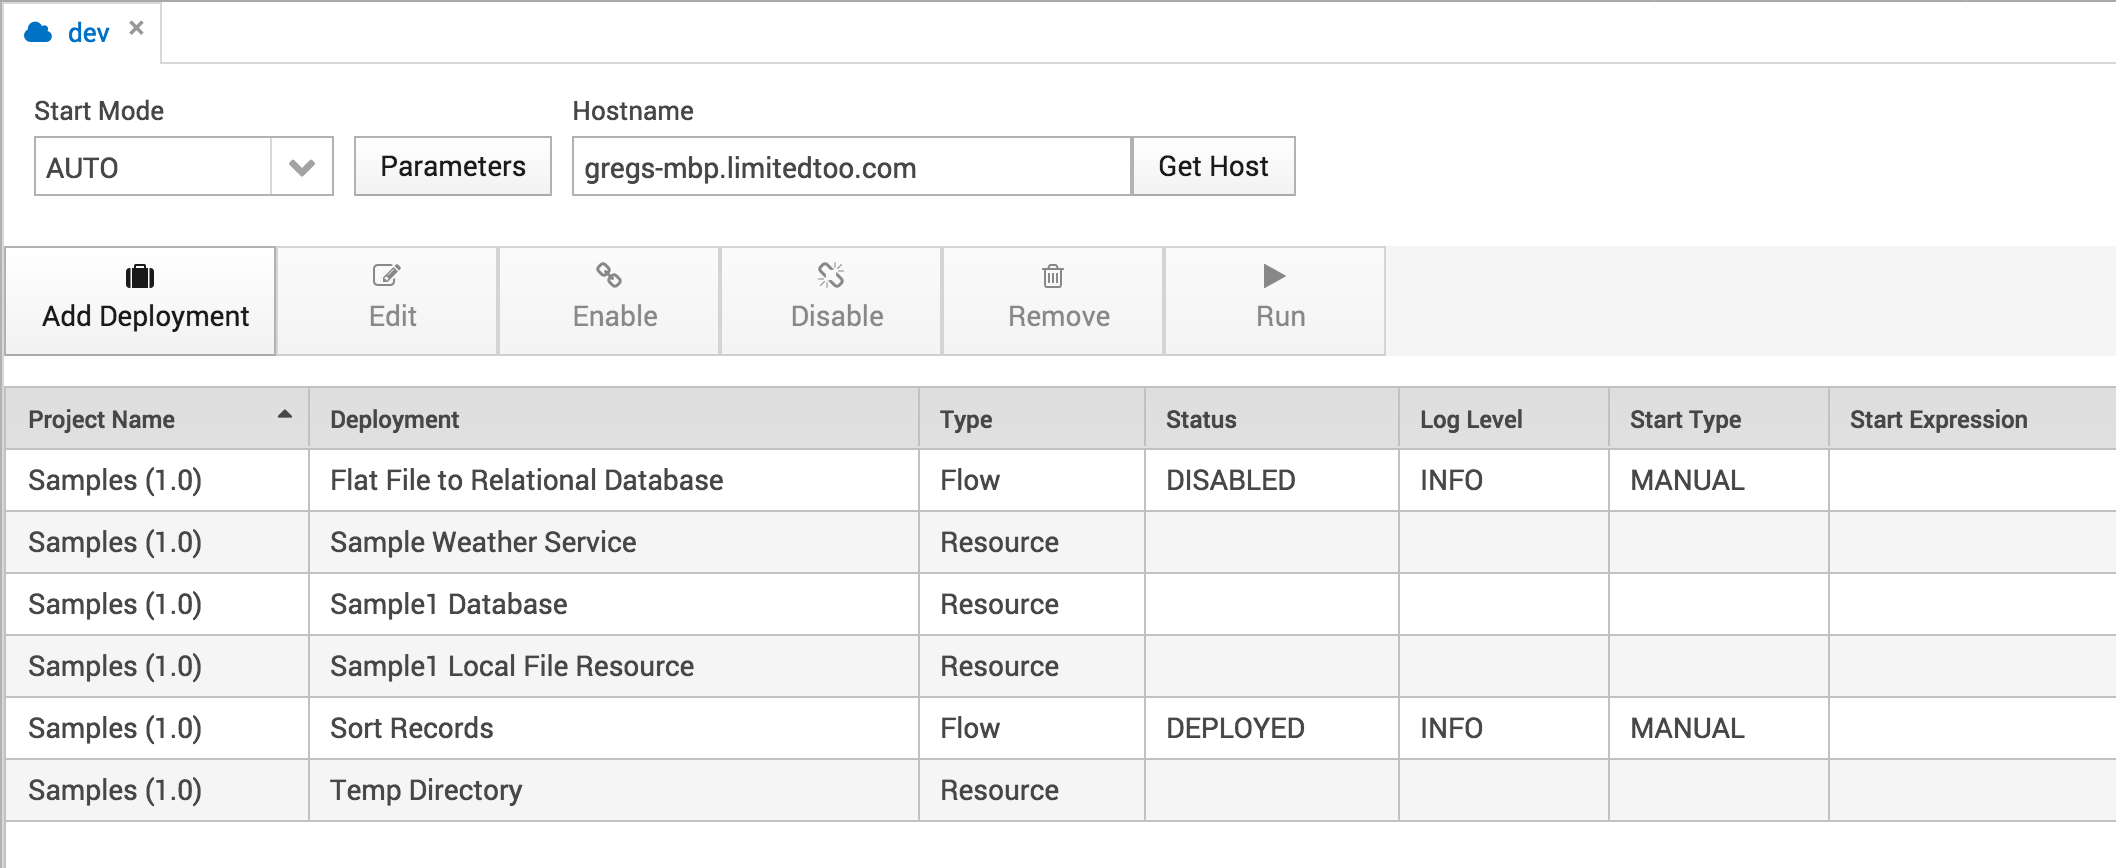 dev
Start Mode Hostname
AUTO Parameters gregs-mbp.limitedtoo.com Get Host
Add Deployment Edit Enable Disable Remove Run
Project Name Deployment Type Status Log Level Start Type Start Expression
Samples (1.0) Flat File to Relational Database Flow DISABLED INFO MANUAL
Samples (1.0) Sample Weather Service Resource
Samples (1.0) Sample1 Database Resource
Samples (1.0) Sample1 Local File Resource Resource
Samples (1.0) Sort Records Flow DEPLOYED INFO MANUAL
Samples (1.0) Temp Directory Resource